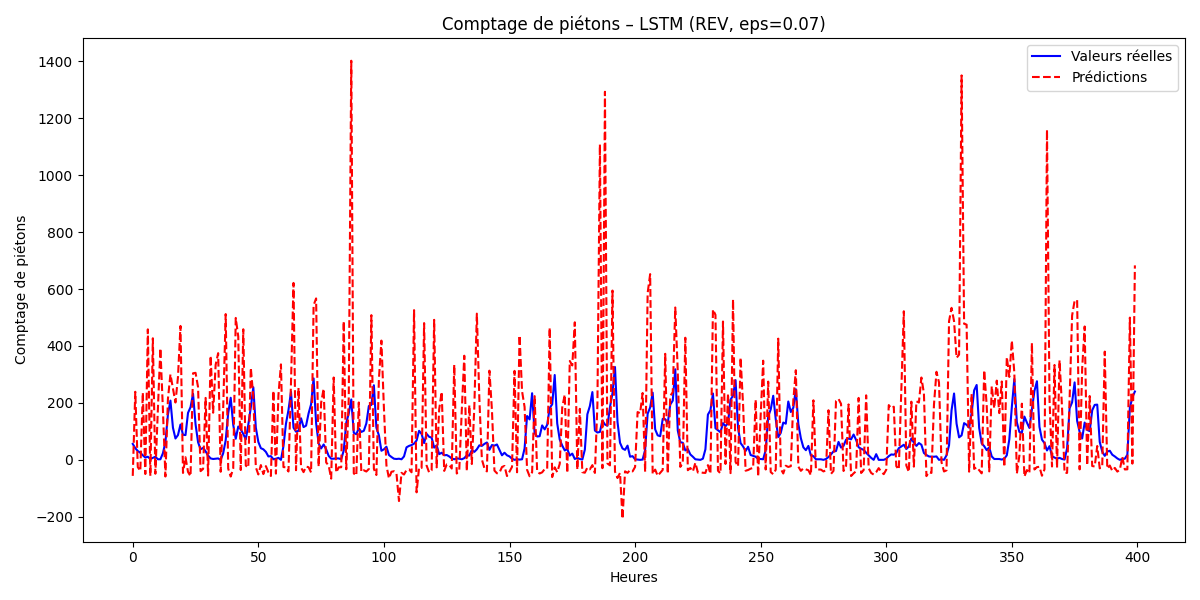 Comptage de piétons – LSTM (REV, eps=0.07)
Valeurs réelles
Prédictions
1400
1200
1000
800
600
400
200
0
−200
Comptage de piétons
0 50 100 150 200 250 300 350 400
Heures